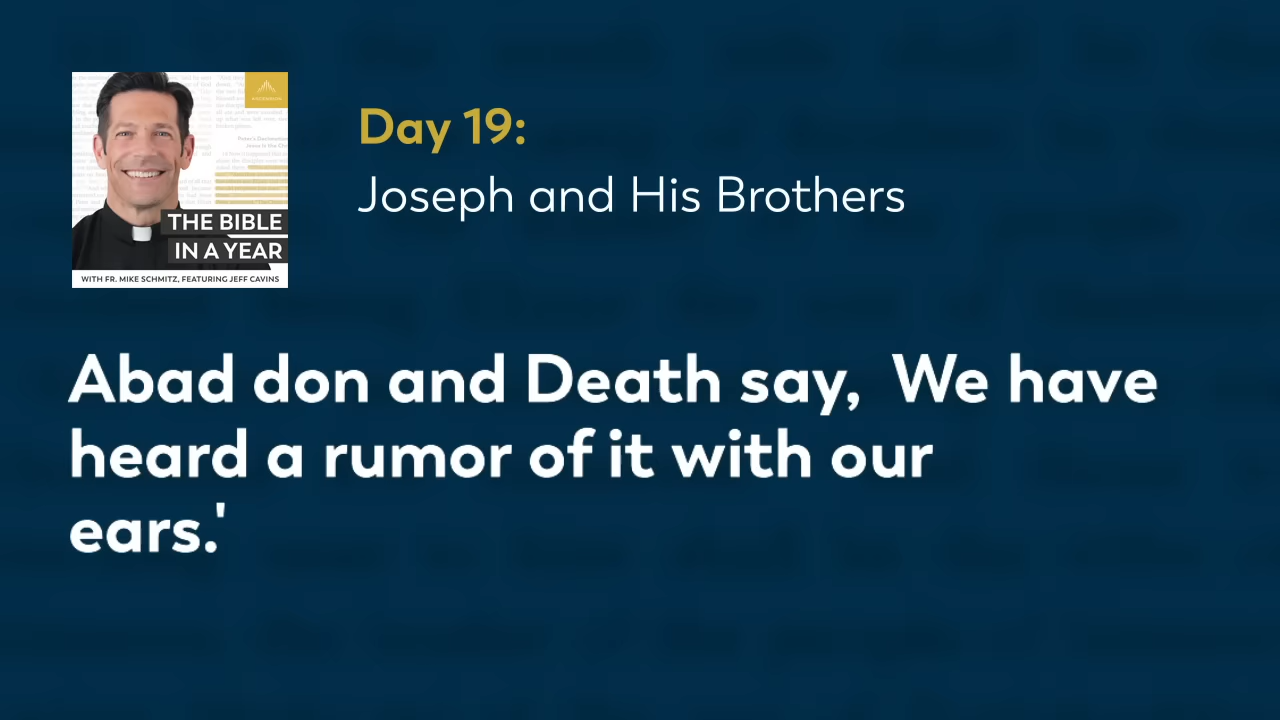 Day 19:
Joseph and His Brothers
THE BIBLE
IN A YEAR
WITH FR. MIKE SCHMITZ, FEATURING JEFF CAVINS
Abad don and Death say,  We have
heard a rumor of it with our
ears.'